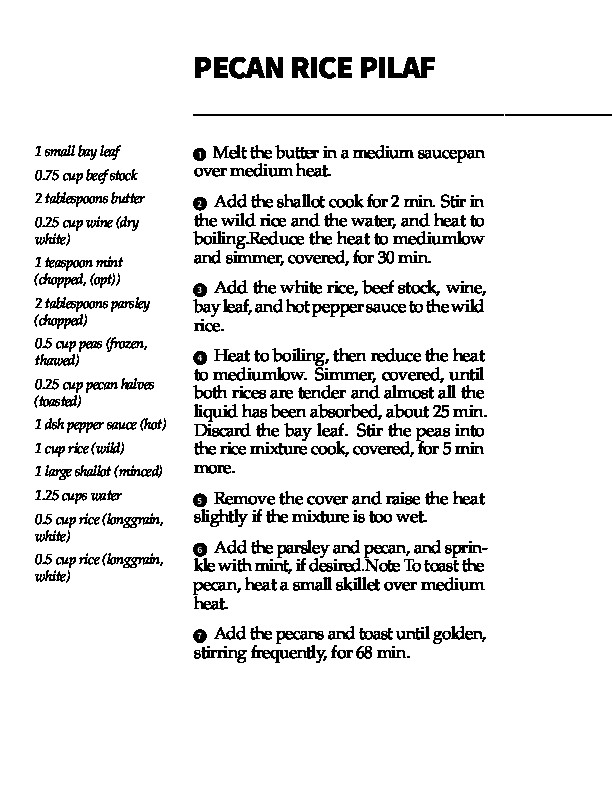 PECAN RICE PILAF
1 small bay leaf
0.75 cup beef stock
2 tablespoons butter
0.25 cup wine (dry
white)
1 teaspoon mint
(chopped, (opt))
2 tablespoons parsley
(chopped)
0.5 cup peas (frozen,
thawed)
0.25 cup pecan halves
(toasted)
1 dsh pepper sauce (hot)
1 cup rice (wild)
1 large shallot (minced)
1.25 cups water
0.5 cup rice (longgrain,
white)
0.5 cup rice (longgrain,
white)
1 Melt the butter in a medium saucepan
over medium heat.
2 Add the shallot cook for 2 min. Stir in
the wild rice and the water, and heat to
boiling.Reduce the heat to mediumlow
and simmer, covered, for 30 min.
3 Add the white rice, beef stock, wine,
bay leaf, and hot pepper sauce to the wild
rice.
4 Heat to boiling, then reduce the heat
to mediumlow. Simmer, covered, until
both rices are tender and almost all the
liquid has been absorbed, about 25 min.
Discard the bay leaf. Stir the peas into
the rice mixture cook, covered, for 5 min
more.
5 Remove the cover and raise the heat
slightly if the mixture is too wet.
6 Add the parsley and pecan, and sprin-
kle with mint, if desired.Note To toast the
pecan, heat a small skillet over medium
heat.
7 Add the pecans and toast until golden,
stirring frequently, for 68 min.